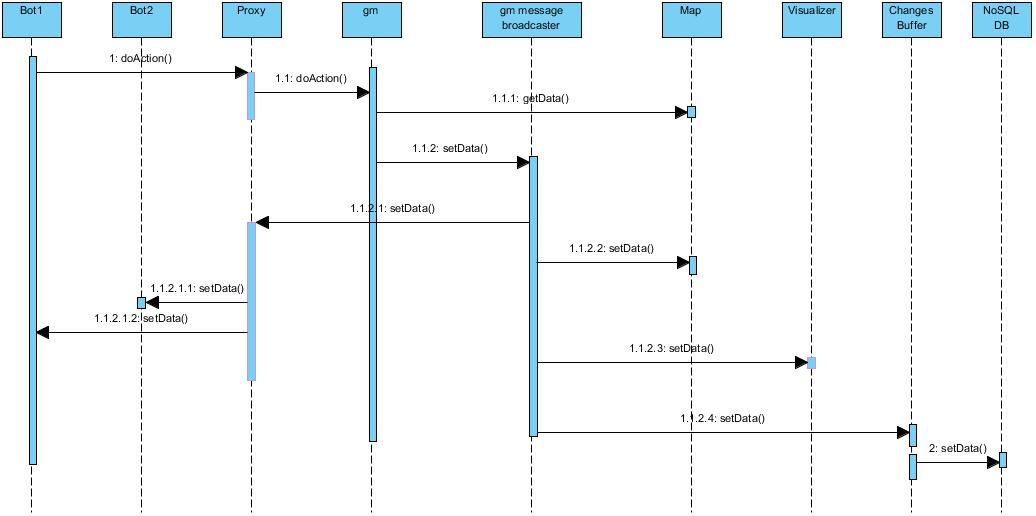 Bot1
Bot2
Proxy
gm
gm message
broadcaster
Map
Visualizer
Changes
Buffer
NoSQL
DB
1: doAction()
1.1: doAction()
1.1.1: getData()
1.1.2: setData()
1.1.2.1: setData()
1.1.2.2: setData()
1.1.2.1.1: setData()
1.1.2.1.2: setData()
1.1.2.3: setData()
1.1.2.4: setData()
2: setData()